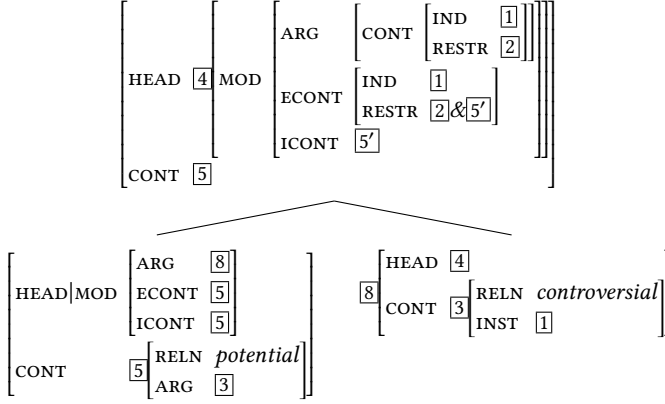 ARG CONT IND 1
RESTR 2
HEAD 4 MOD ECONT IND 1
RESTR 2&5′
ICONT 5′
CONT 5
HEAD|MOD ARG 8
ECONT 5
ICONT 5
CONT 5 RELN potential
ARG 3
8 HEAD 4
CONT 3 RELN controversial
INST 1